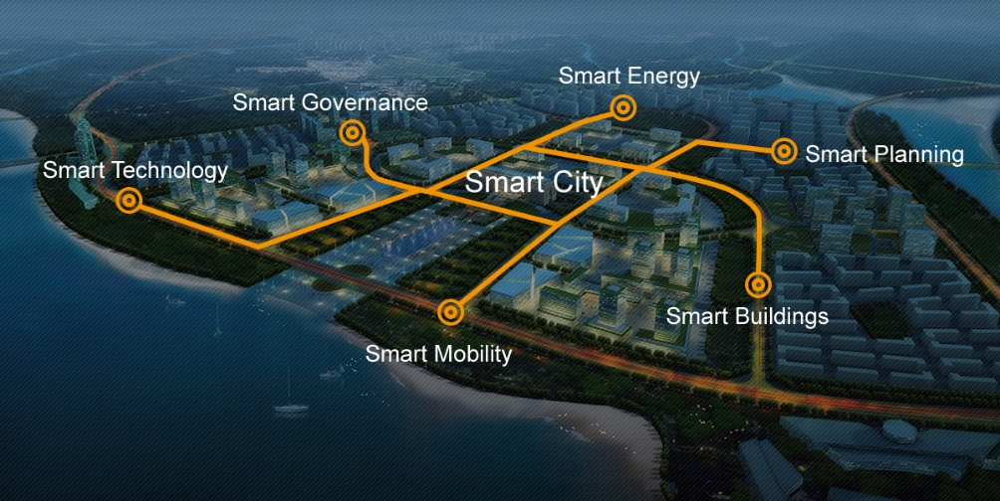 Smart Energy
Smart Governance
Smart Planning
Smart Technology
Smart City
Smart Buildings
Smart Mobility